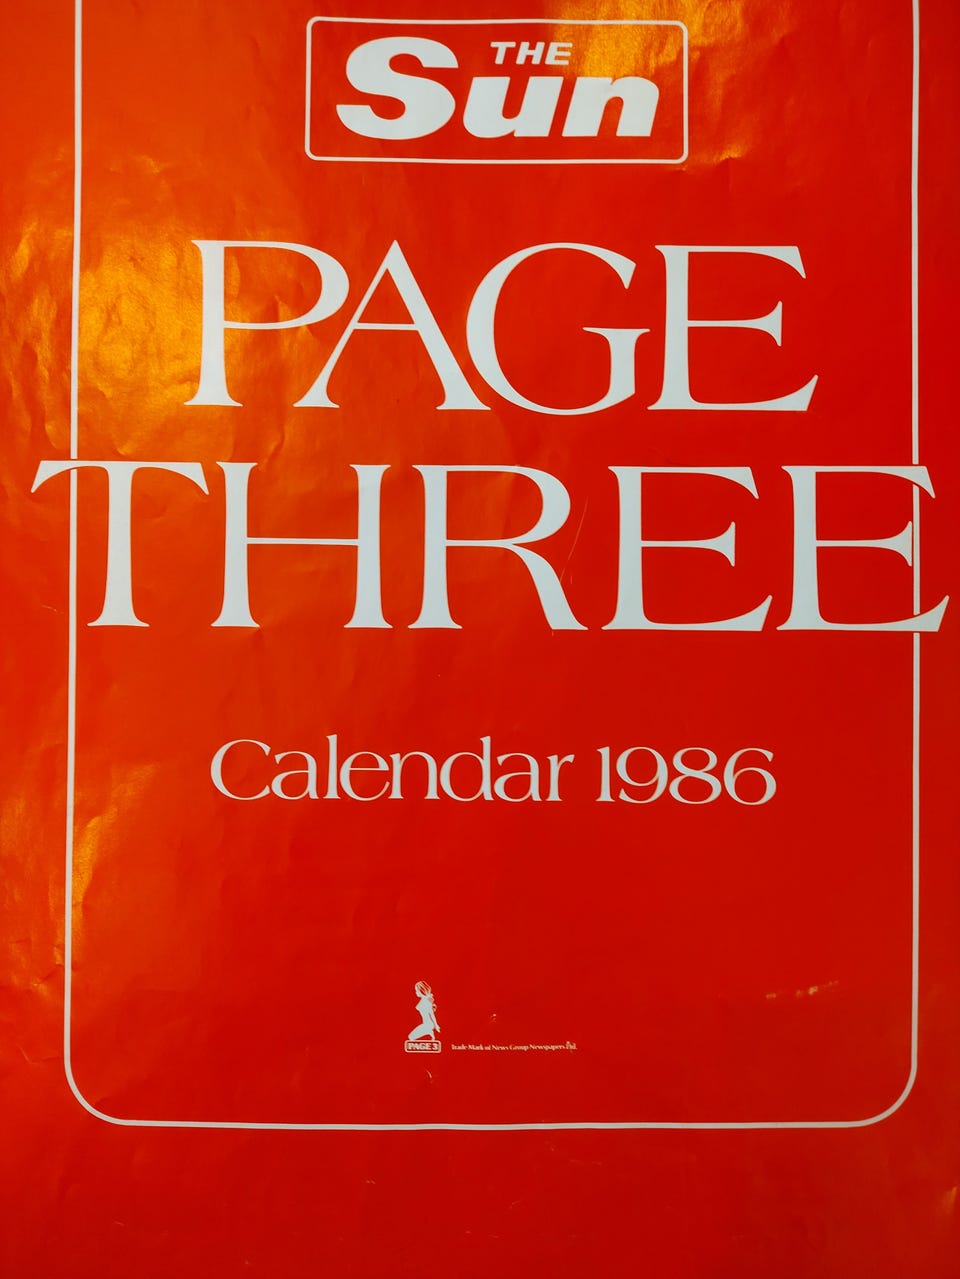 THE
Sun
PAGE
THREE
Calendar 1986
PAGE 3
Trade Mark of News Group Newspapers Ltd.